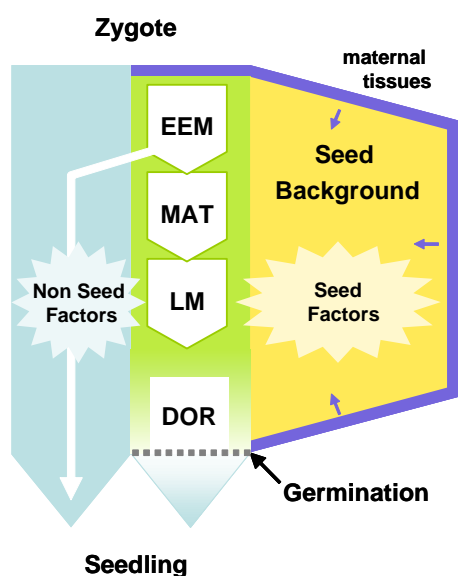 Zygote
maternal
tissues
EEM
Seed
Background
MAT
Non Seed
Factors
LM
Seed
Factors
DOR
Germination
Seedling